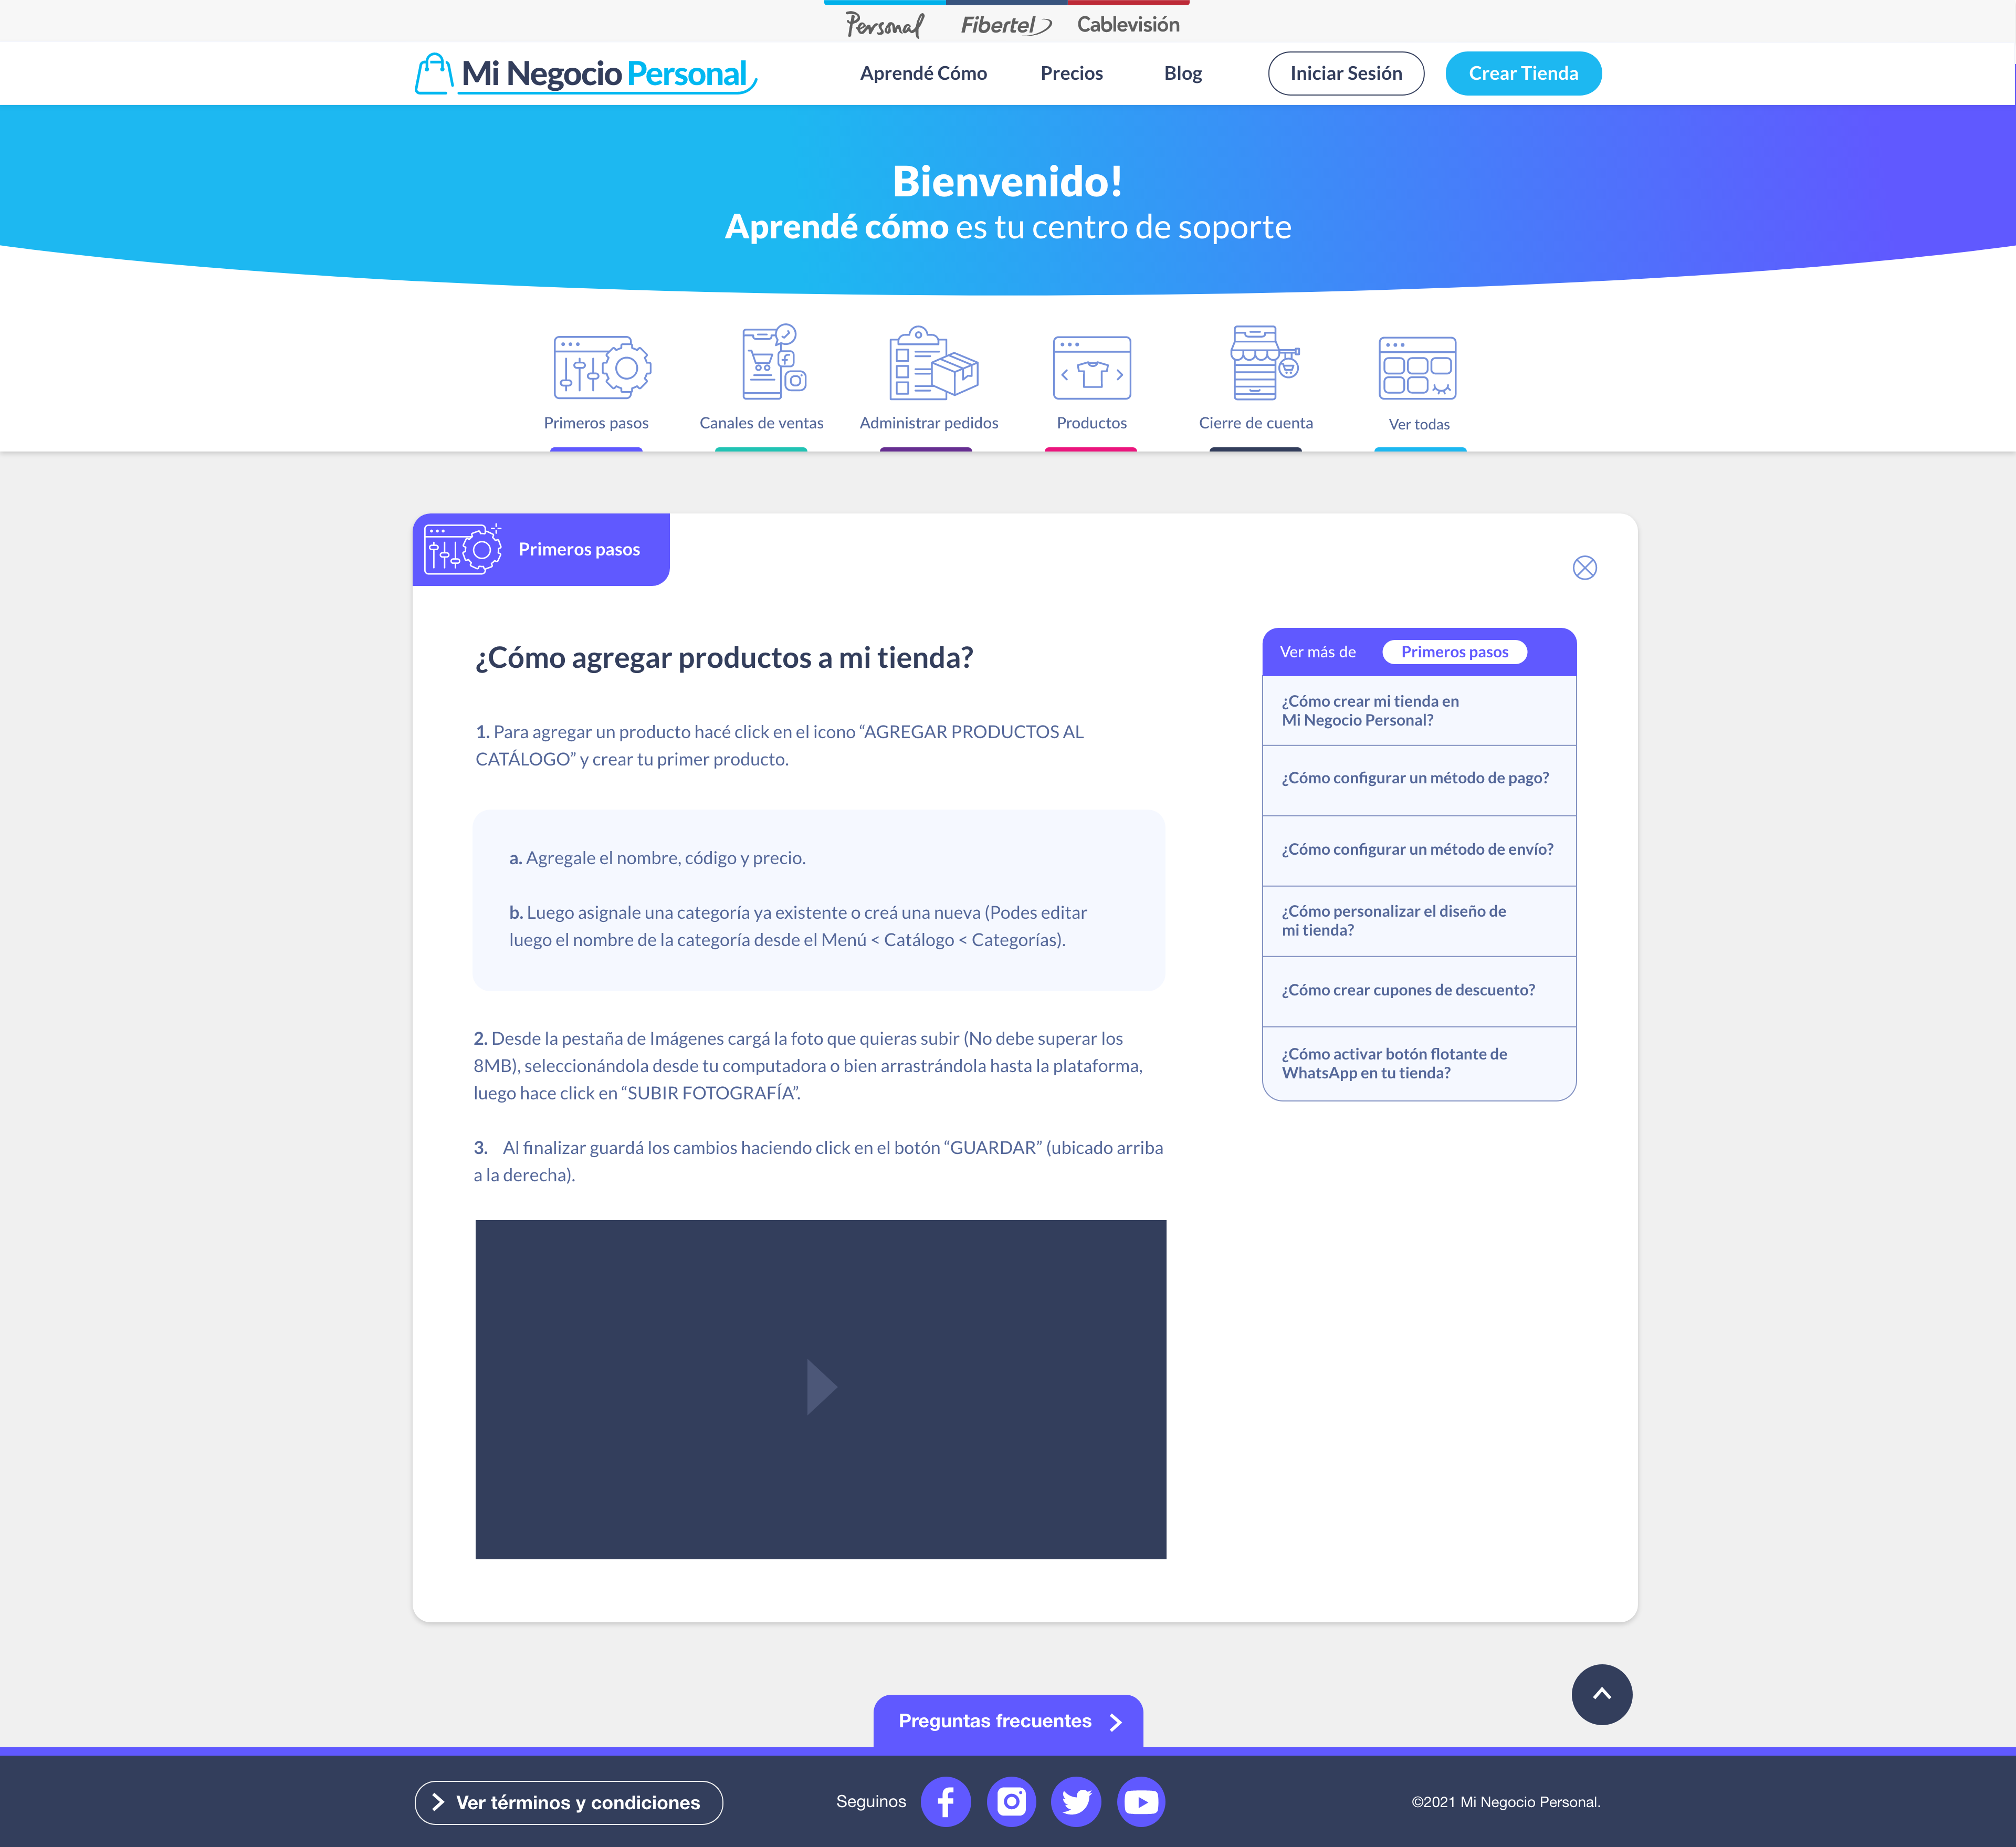 Personal Fibertel Cablevisión
Mi Negocio Personal
Aprendé Cómo
Precios
Blog
Iniciar Sesión
Crear Tienda
Bienvenido!
Aprendé cómo es tu centro de soporte
Primeros pasos
Canales de ventas
Administrar pedidos
Productos
Cierre de cuenta
Ver todas
Primeros pasos
¿Cómo agregar productos a mi tienda?
1. Para agregar un producto hacé click en el icono “AGREGAR PRODUCTOS AL
CATÁLOGO” y crear tu primer producto.
a. Agregale el nombre, código y precio.
b. Luego asignale una categoría ya existente o creá una nueva (Podes editar
luego el nombre de la categoría desde el Menú < Catálogo < Categorías).
2. Desde la pestaña de Imágenes cargá la foto que quieras subir (No debe superar los
8MB), seleccionándola desde tu computadora o bien arrastrándola hasta la plataforma,
luego hace click en “SUBIR FOTOGRAFÍA”.
3. Al finalizar guardá los cambios haciendo click en el botón “GUARDAR” (ubicado arriba
a la derecha).
Ver más de
Primeros pasos
¿Cómo crear mi tienda en
Mi Negocio Personal?
¿Cómo configurar un método de pago?
¿Cómo configurar un método de envío?
¿Cómo personalizar el diseño de
mi tienda?
¿Cómo crear cupones de descuento?
¿Cómo activar botón flotante de
WhatsApp en tu tienda?
Preguntas frecuentes
Ver términos y condiciones
Seguinos
©2021 Mi Negocio Personal.